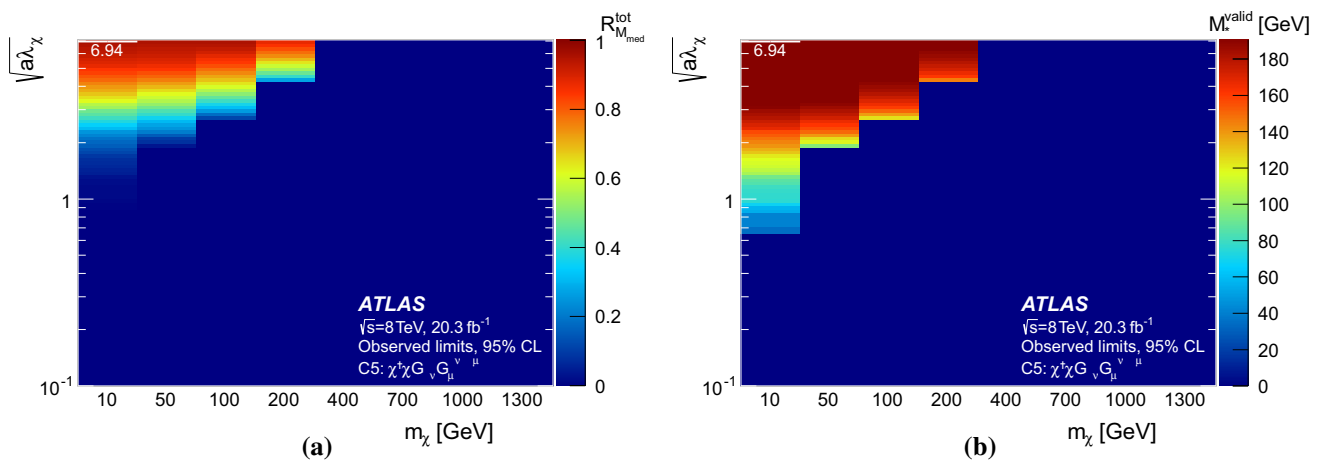 √aλχ
6.94
1
10⁻¹
10 50 100 200 400 700 1000 1300
mχ [GeV]
R^tot_M_med
1
0.8
0.6
0.4
0.2
0
ATLAS
√s=8 TeV, 20.3 fb⁻¹
Observed limits, 95% CL
C5: χ†χG ν G μ ν μ
(a)
√aλχ
6.94
1
10⁻¹
10 50 100 200 400 700 1000 1300
mχ [GeV]
M*^valid [GeV]
180
160
140
120
100
80
60
40
20
0
ATLAS
√s=8 TeV, 20.3 fb⁻¹
Observed limits, 95% CL
C5: χ†χG ν G μ ν μ
(b)